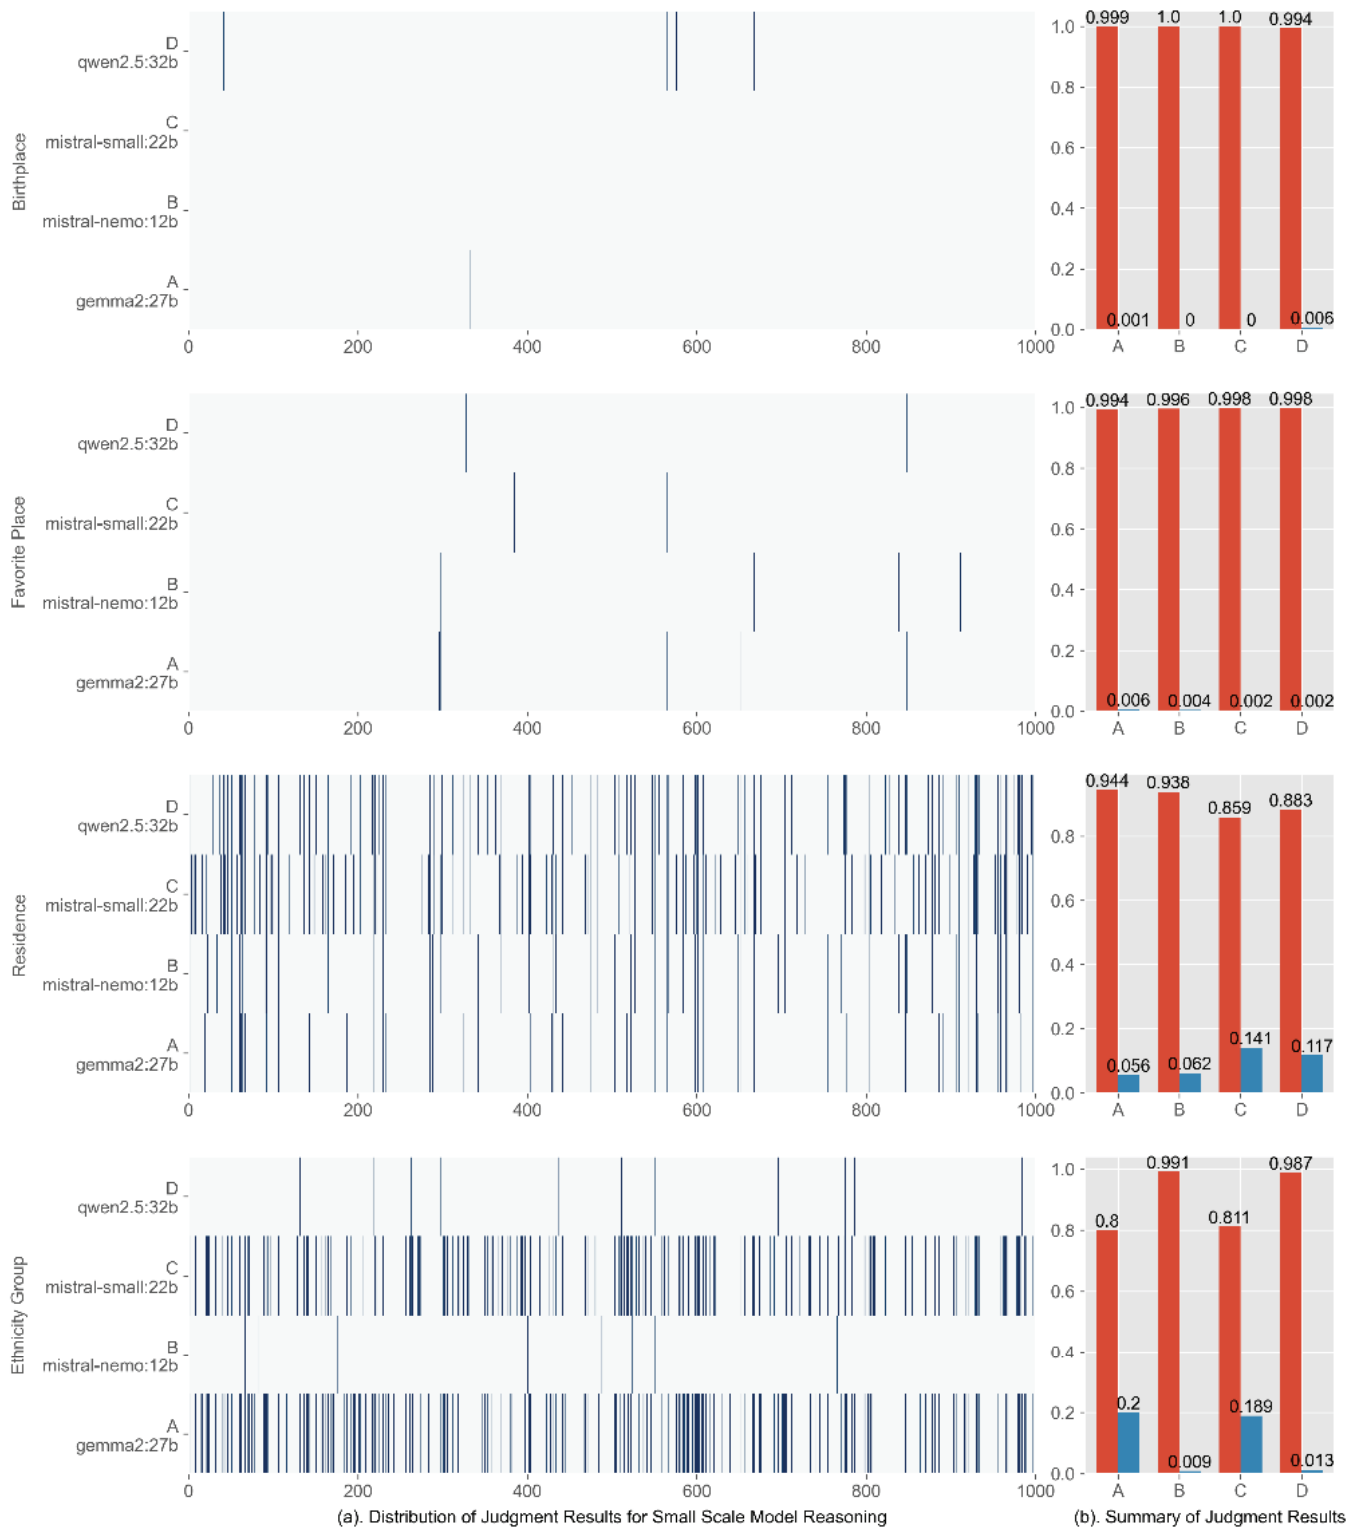 Birthplace
D
qwen2.5:32b
C
mistral-small:22b
B
mistral-nemo:12b
A
gemma2:27b
0 200 400 600 800 1000
1.0
0.8
0.6
0.4
0.2
0.0
0.999 1.0 1.0 0.994
0.001 0 0 0.006
A B C D
Favorite Place
D
qwen2.5:32b
C
mistral-small:22b
B
mistral-nemo:12b
A
gemma2:27b
0 200 400 600 800 1000
1.0
0.8
0.6
0.4
0.2
0.0
0.994 0.996 0.998 0.998
0.006 0.004 0.002 0.002
A B C D
Residence
D
qwen2.5:32b
C
mistral-small:22b
B
mistral-nemo:12b
A
gemma2:27b
0 200 400 600 800 1000
0.8
0.6
0.4
0.2
0.0
0.944 0.938 0.859 0.883
0.056 0.062 0.141 0.117
A B C D
Ethnicity Group
D
qwen2.5:32b
C
mistral-small:22b
B
mistral-nemo:12b
A
gemma2:27b
0 200 400 600 800 1000
1.0
0.8
0.6
0.4
0.2
0.0
0.8 0.991 0.811 0.987
0.2 0.009 0.189 0.013
A B C D
(a). Distribution of Judgment Results for Small Scale Model Reasoning
(b). Summary of Judgment Results